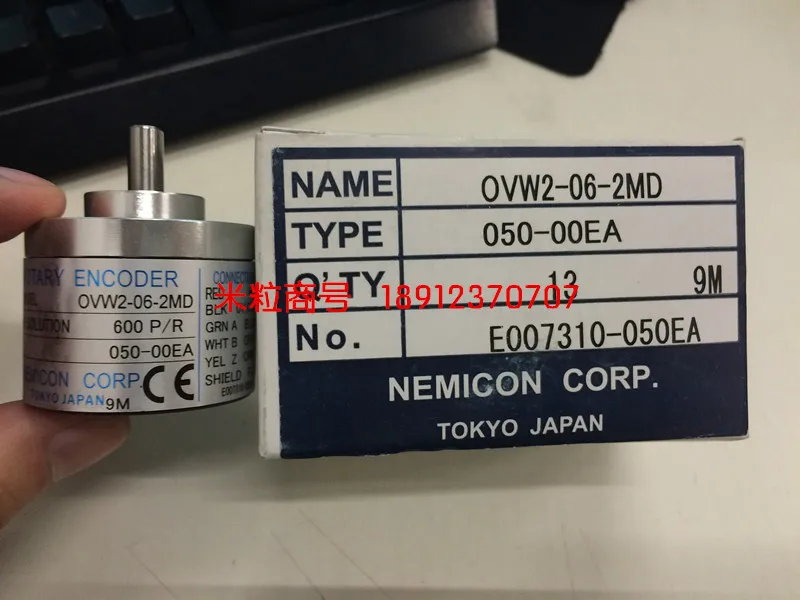 ROTARY ENCODER
OVW2-06-2MD
600 P/R
050-00EA
NEMICON CORP.
TOKYO JAPAN 9M
CE
RED
BLK
GRN A
WHT B
YEL Z
SHIELD
NAME OVW2-06-2MD
TYPE 050-00EA
Q'TY 13 9M
No. E007310-050EA
NEMICON CORP.
TOKYO JAPAN
米粒商号 18912370707